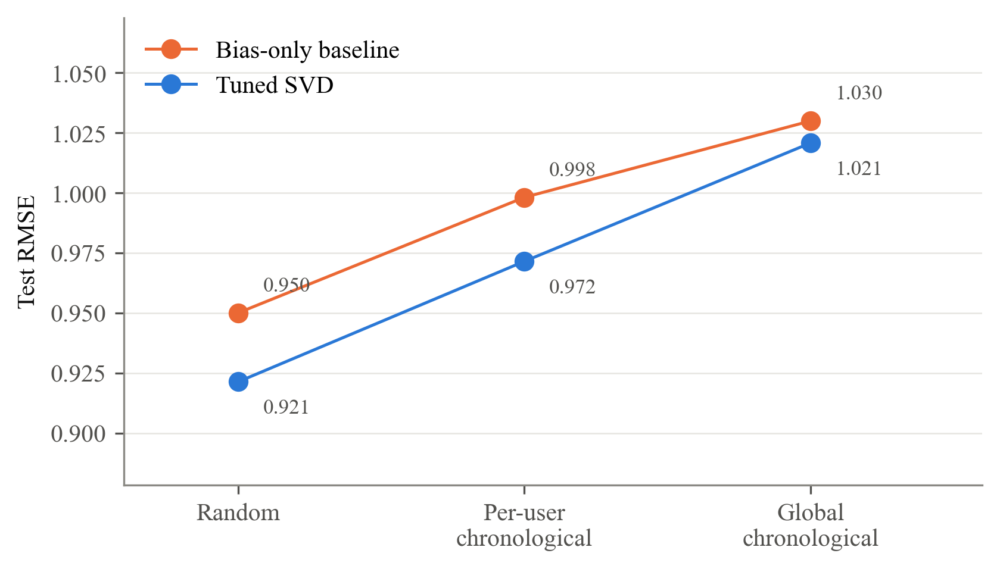 Bias-only baseline
Tuned SVD
Test RMSE
1.050
1.025
1.000
0.975
0.950
0.925
0.900
1.030
1.021
0.998
0.972
0.950
0.921
Random
Per-user
chronological
Global
chronological